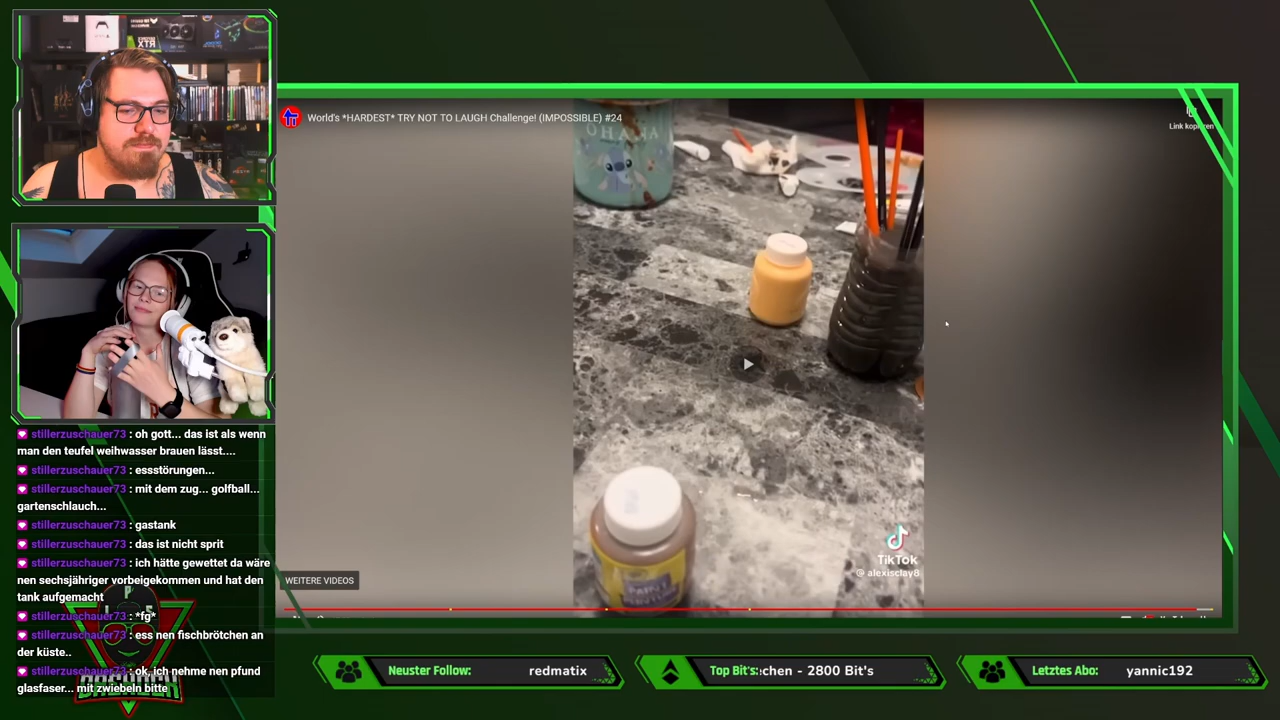 World's *HARDEST* TRY NOT TO LAUGH Challenge! (IMPOSSIBLE) #24
Link kopieren
OHANA
PAINT
TikTok
@ alexisclay8
WEITERE VIDEOS
stillerzuschauer73 : oh gott... das ist als wenn
man den teufel weihwasser brauen lässt....
stillerzuschauer73 : essstörungen...
stillerzuschauer73 : mit dem zug... golfball...
gartenschlauch...
stillerzuschauer73 : gastank
stillerzuschauer73 : das ist nicht sprit
stillerzuschauer73 : ich hätte gewettet da wäre
nen sechsjähriger vorbeigekommen und hat den
tank aufgemacht
stillerzuschauer73 : *fg*
stillerzuschauer73 : ess nen fischbrötchen an
der küste..
stillerzuschauer73 : ok, ich nehme nen pfund
glasfaser... mit zwiebeln bitte
Neuster Follow: redmatix
Top Bit's: chen - 2800 Bit's
Letztes Abo: yannic192